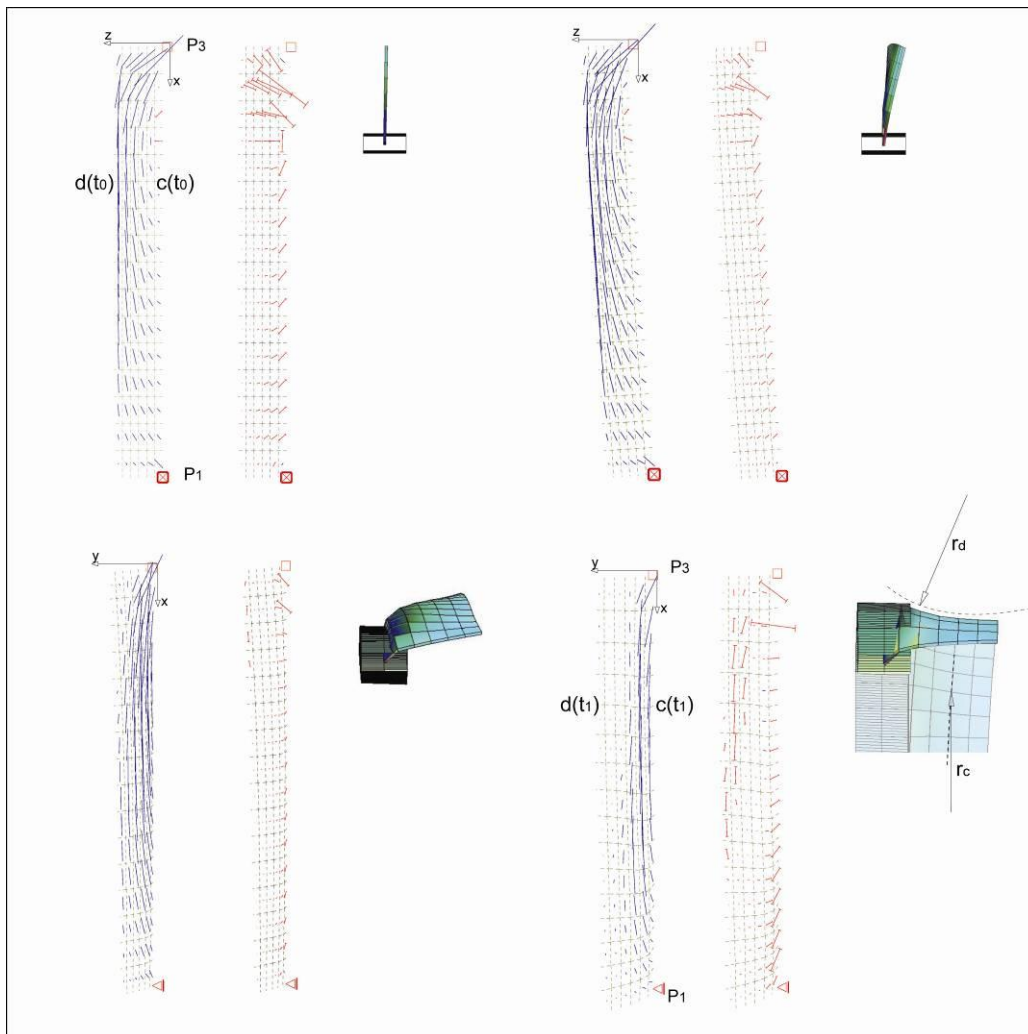 z P3 x
d(t0) c(t0)
P1
z x
y x
y P3 x
d(t1) c(t1)
P1
rd
rc